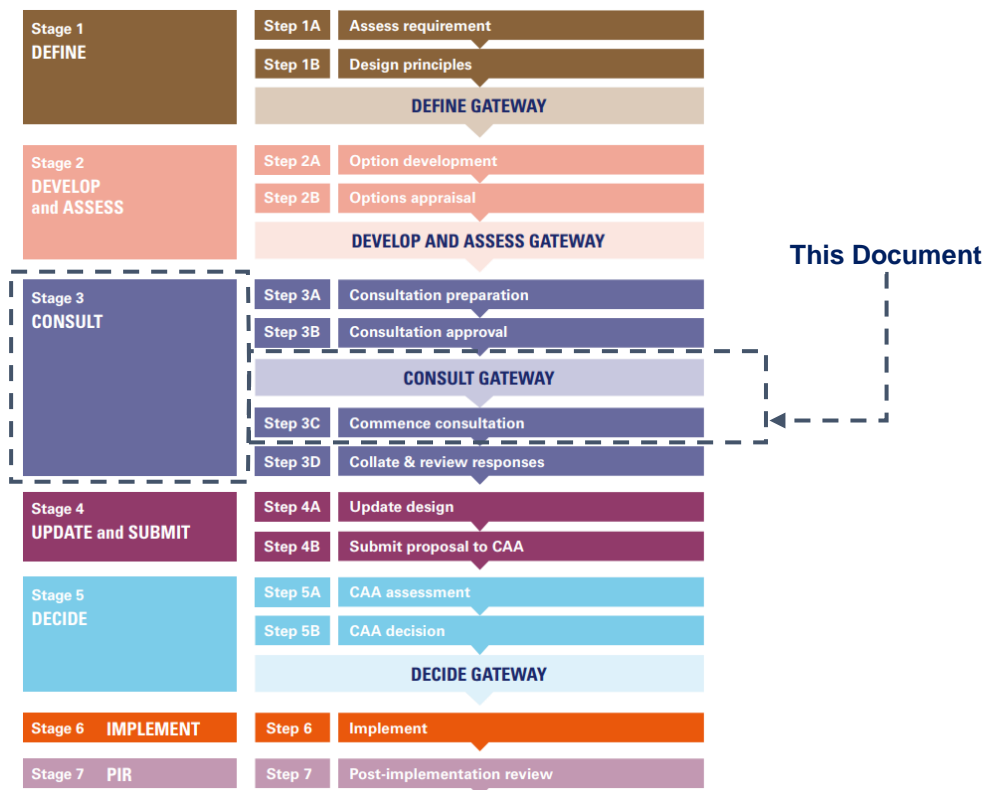 Stage 1
DEFINE
Step 1A
Assess requirement
Step 1B
Design principles
DEFINE GATEWAY
Stage 2
DEVELOP
and ASSESS
Step 2A
Option development
Step 2B
Options appraisal
DEVELOP AND ASSESS GATEWAY
This Document
Stage 3
CONSULT
Step 3A
Consultation preparation
Step 3B
Consultation approval
CONSULT GATEWAY
Step 3C
Commence consultation
Step 3D
Collate & review responses
Stage 4
UPDATE and SUBMIT
Step 4A
Update design
Step 4B
Submit proposal to CAA
Stage 5
DECIDE
Step 5A
CAA assessment
Step 5B
CAA decision
DECIDE GATEWAY
Stage 6 IMPLEMENT
Step 6
Implement
Stage 7 PIR
Step 7
Post-implementation review